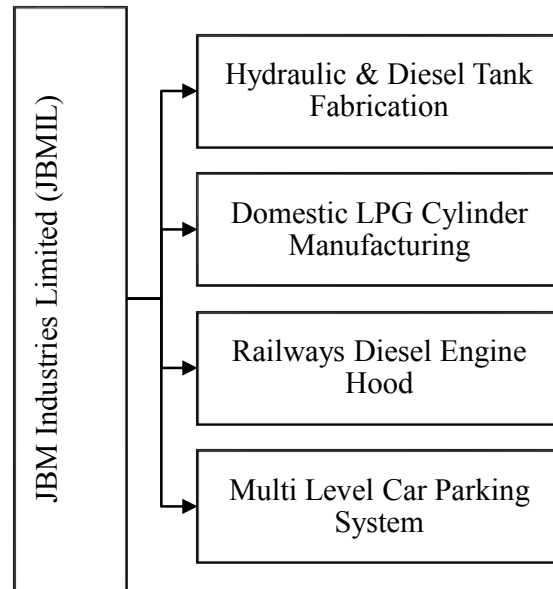 JBM Industries Limited (JBMIL)
Hydraulic & Diesel Tank
Fabrication
Domestic LPG Cylinder
Manufacturing
Railways Diesel Engine
Hood
Multi Level Car Parking
System